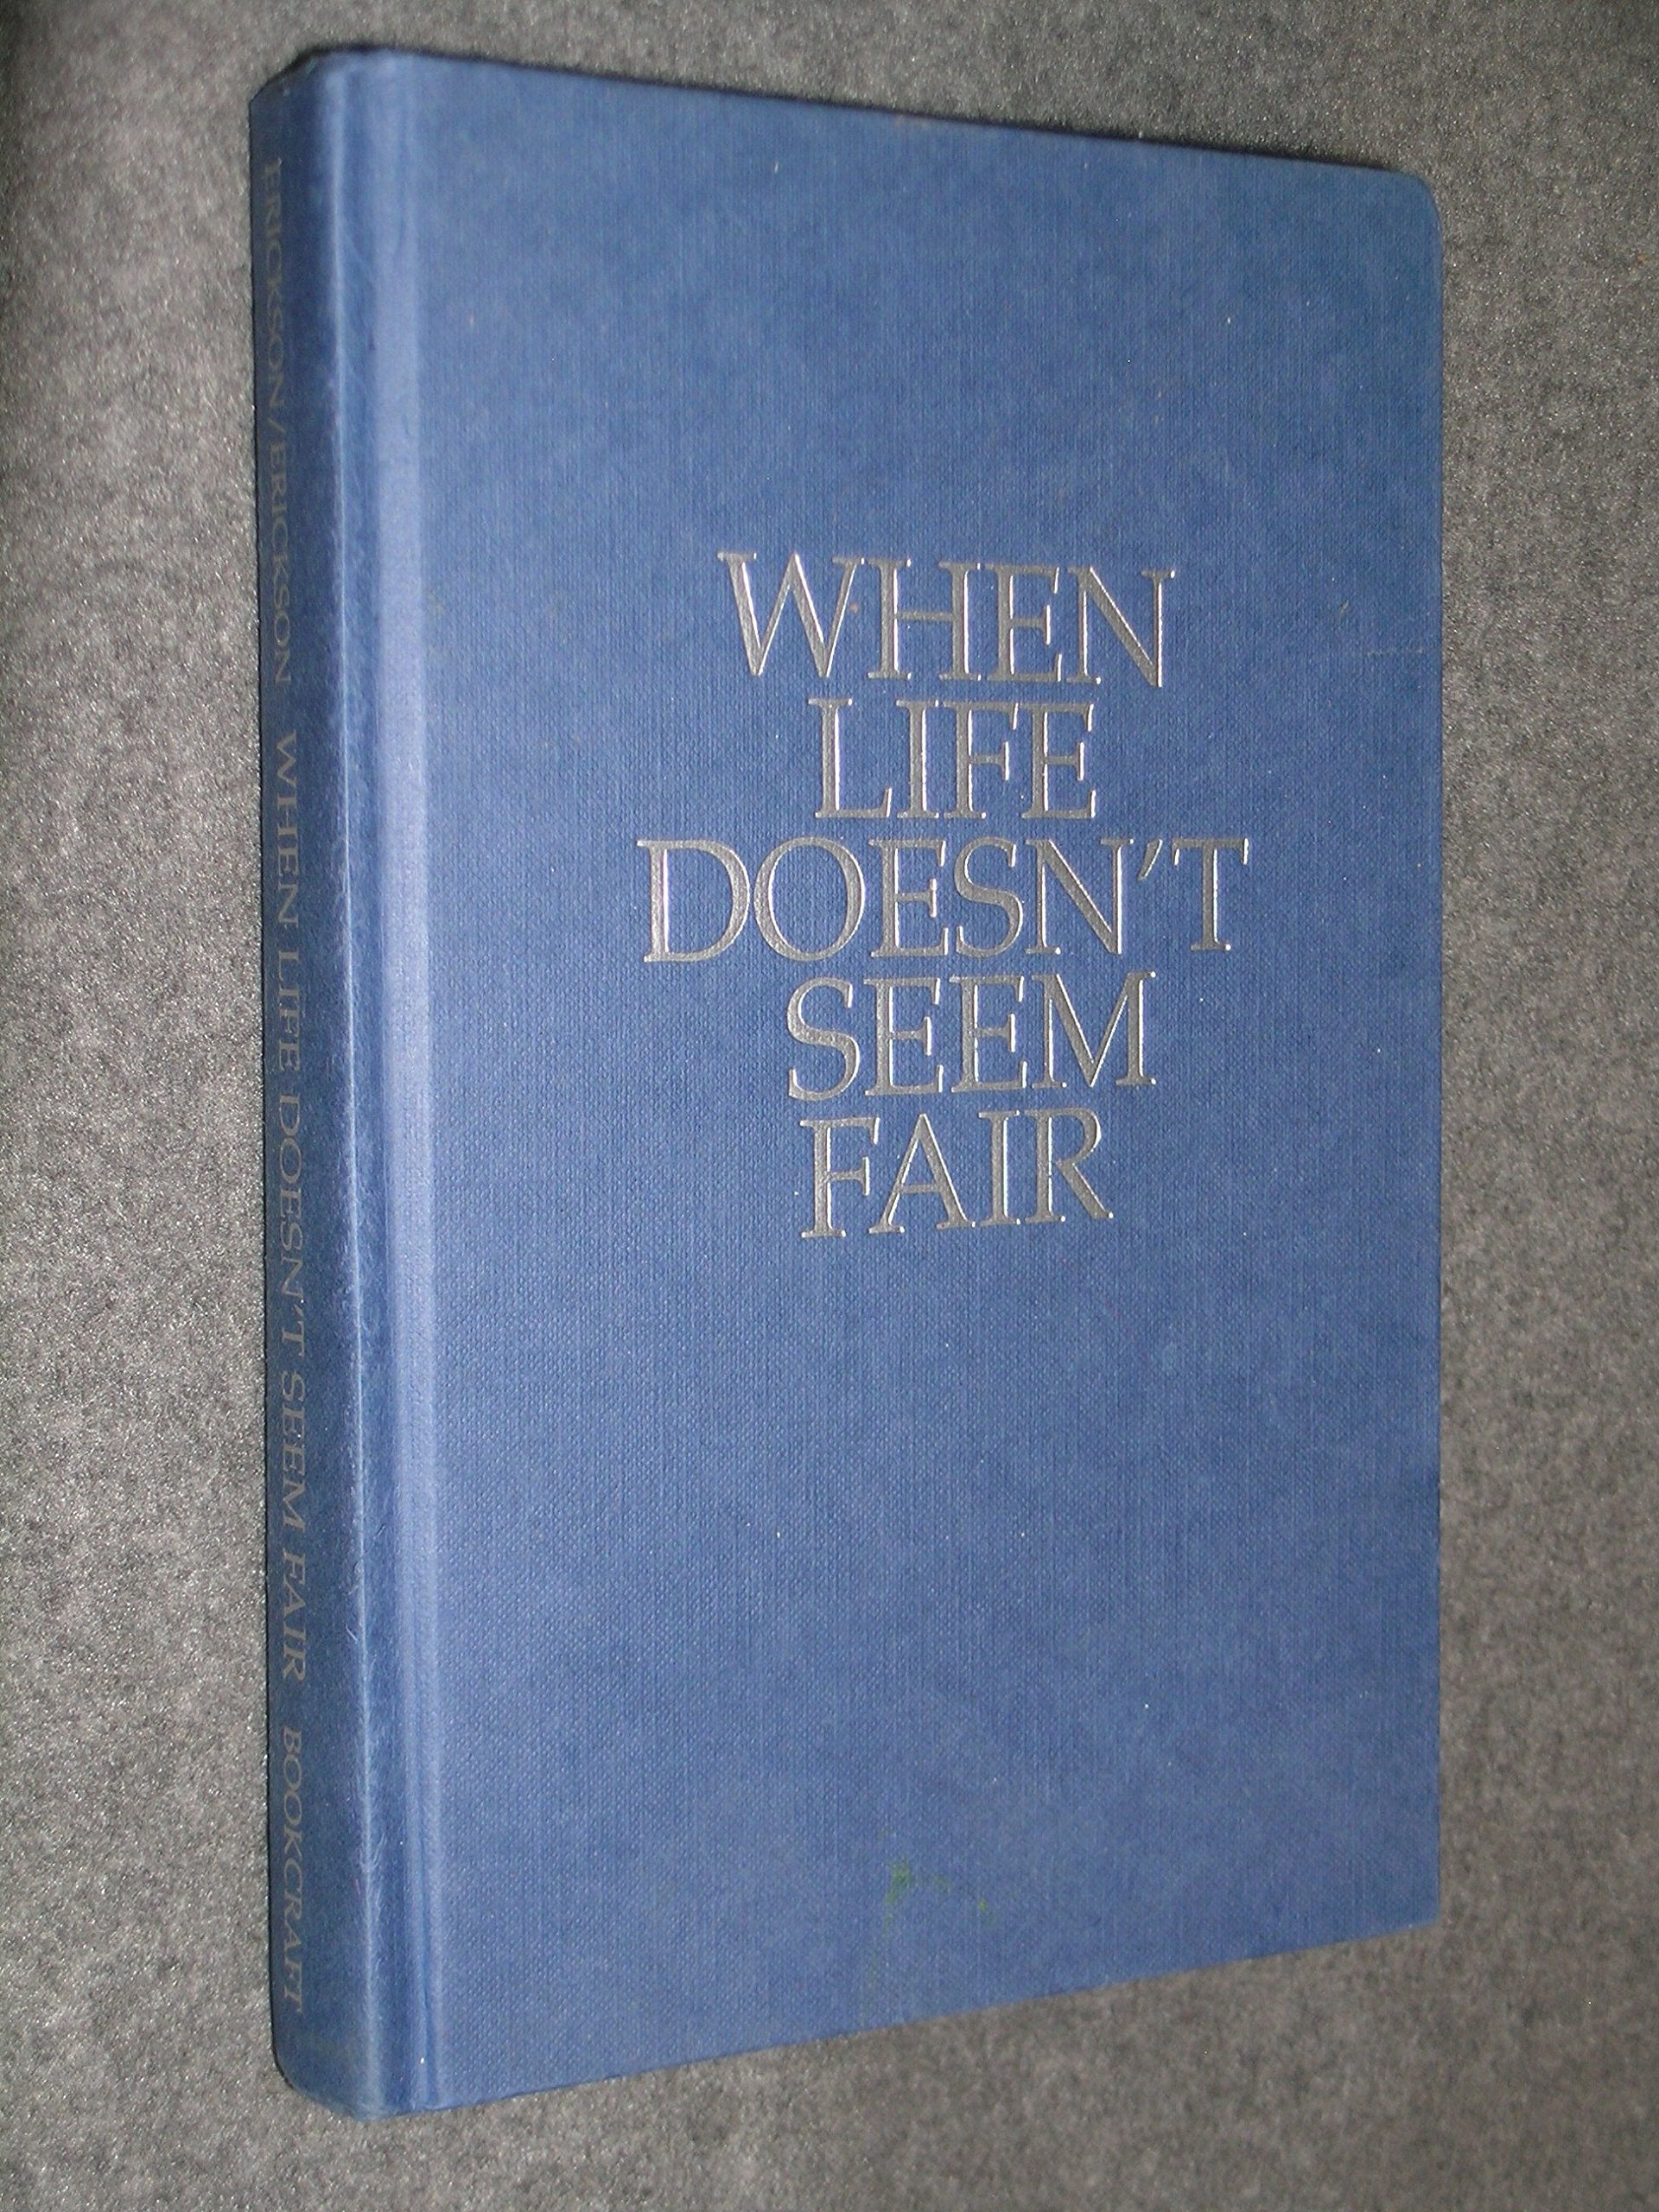 WHEN
LIFE
DOESN'T
SEEM
FAIR
ERICKSON/ERICKSON WHEN LIFE DOESN'T SEEM FAIR BOOKCRAFT